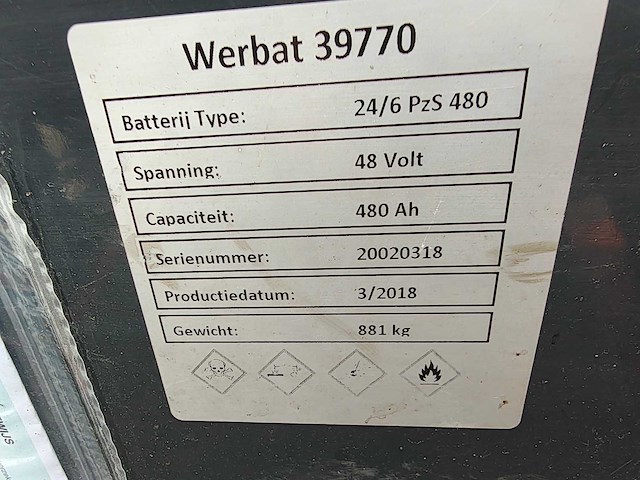 Werbat 39770
Batterij Type: 24/6 PzS 480
Spanning: 48 Volt
Capaciteit: 480 Ah
Serienummer: 20020318
Productiedatum: 3/2018
Gewicht: 881 kg